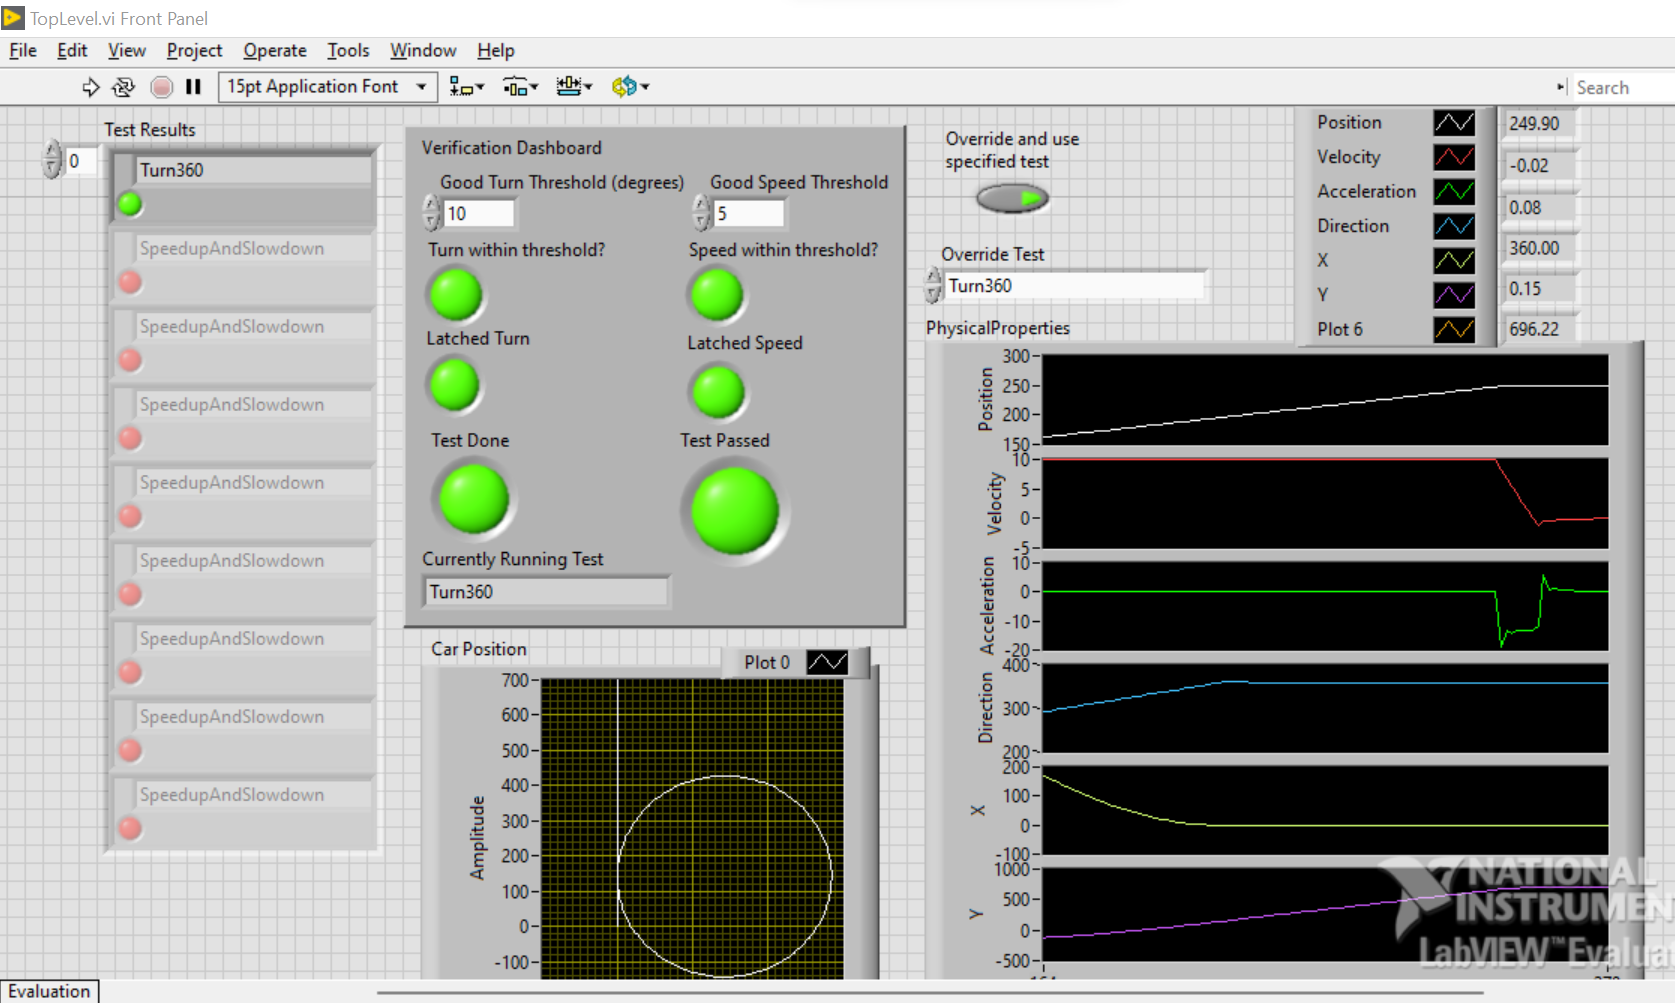 TopLevel.vi Front Panel
File Edit View Project Operate Tools Window Help
15pt Application Font
Search
Test Results
0
Turn360
SpeedupAndSlowdown
SpeedupAndSlowdown
SpeedupAndSlowdown
SpeedupAndSlowdown
SpeedupAndSlowdown
SpeedupAndSlowdown
SpeedupAndSlowdown
SpeedupAndSlowdown
Verification Dashboard
Good Turn Threshold (degrees) Good Speed Threshold
10 5
Turn within threshold? Speed within threshold?
Latched Turn Latched Speed
Test Done Test Passed
Currently Running Test
Turn360
Override and use
specified test
Override Test
Turn360
Position 249.90
Velocity -0.02
Acceleration 0.08
Direction 360.00
X 0.15
Y 696.22
Plot 6
PhysicalProperties
Position
300
250
200
150
Velocity
10
5
0
-5
Acceleration
10
0
-10
-20
Direction
400
300
200
X
200
100
0
-100
Y
1000
500
0
-500
Car Position
Plot 0
Amplitude
700
600
500
400
300
200
100
0
-100
NATIONAL
INSTRUMEN
LabVIEW™ Evaluat
Evaluation